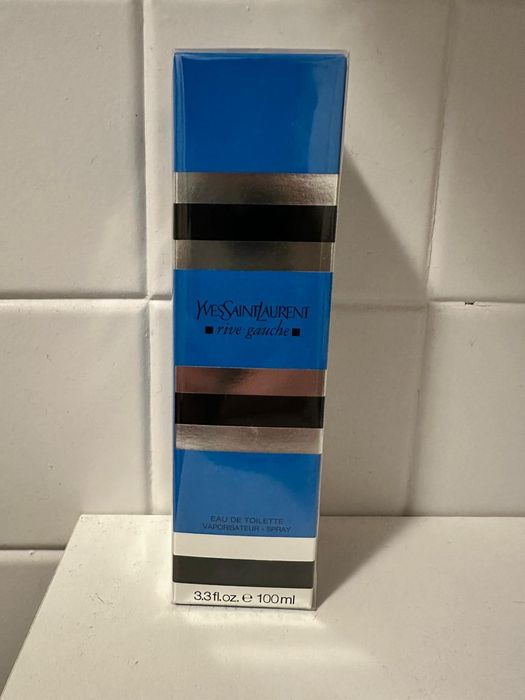 YVESSAINTLAURENT
■ rive gauche ■
EAU DE TOILETTE
VAPORISATEUR - SPRAY
3.3 fl.oz. ℮ 100 ml